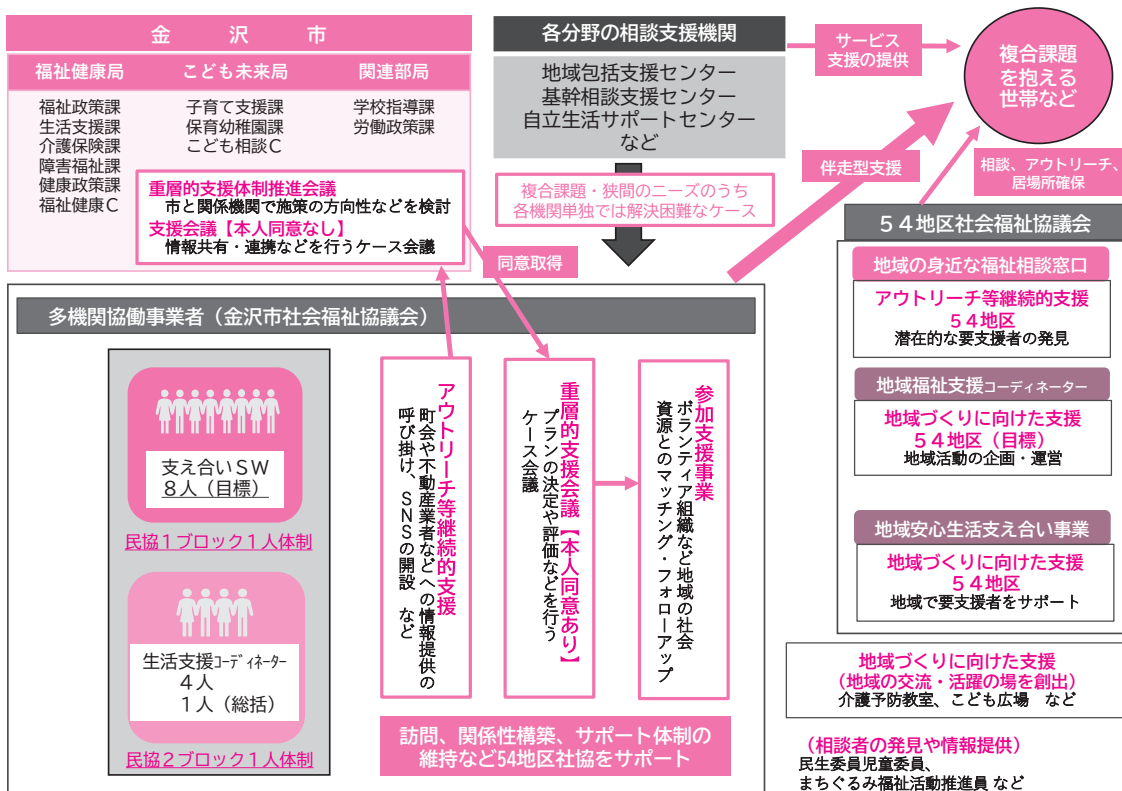 金沢市
福祉健康局
福祉政策課
生活支援課
介護保険課
障害福祉課
健康政策課
福祉健康C
こども未来局
子育て支援課
保育幼稚園課
こども相談C
関連部局
学校指導課
労働政策課
重層的支援体制推進会議
市と関係機関で施策の方向性などを検討
支援会議【本人同意なし】
情報共有・連携などを行うケース会議
各分野の相談支援機関
地域包括支援センター
基幹相談支援センター
自立生活サポートセンター
など
複合課題・狭間のニーズのうち
各機関単独では解決困難なケース
サービス
支援の提供
複合課題
を抱える
世帯など
伴走型支援
相談、アウトリーチ、
居場所確保
同意取得
多機関協働事業者（金沢市社会福祉協議会）
支え合いSW
8人（目標）
民協1ブロック1人体制
生活支援ｺｰﾃﾞｨﾈｰﾀｰ
4人
1人（総括）
民協2ブロック1人体制
アウトリーチ等継続的支援
町会や不動産業者などへの情報提供の
呼び掛け、SNSの開設　など
重層的支援会議【本人同意あり】
プランの決定や評価などを行う
ケース会議
参加支援事業
ボランティア組織など地域の社会
資源とのマッチング・フォローアップ
訪問、関係性構築、サポート体制の
維持など54地区社協をサポート
54地区社会福祉協議会
地域の身近な福祉相談窓口
アウトリーチ等継続的支援
54地区
潜在的な要支援者の発見
地域福祉支援コーディネーター
地域づくりに向けた支援
54地区（目標）
地域活動の企画・運営
地域安心生活支え合い事業
地域づくりに向けた支援
54地区
地域で要支援者をサポート
地域づくりに向けた支援
（地域の交流・活躍の場を創出）
介護予防教室、こども広場　など
（相談者の発見や情報提供）
民生委員児童委員、
まちぐるみ福祉活動推進員 など